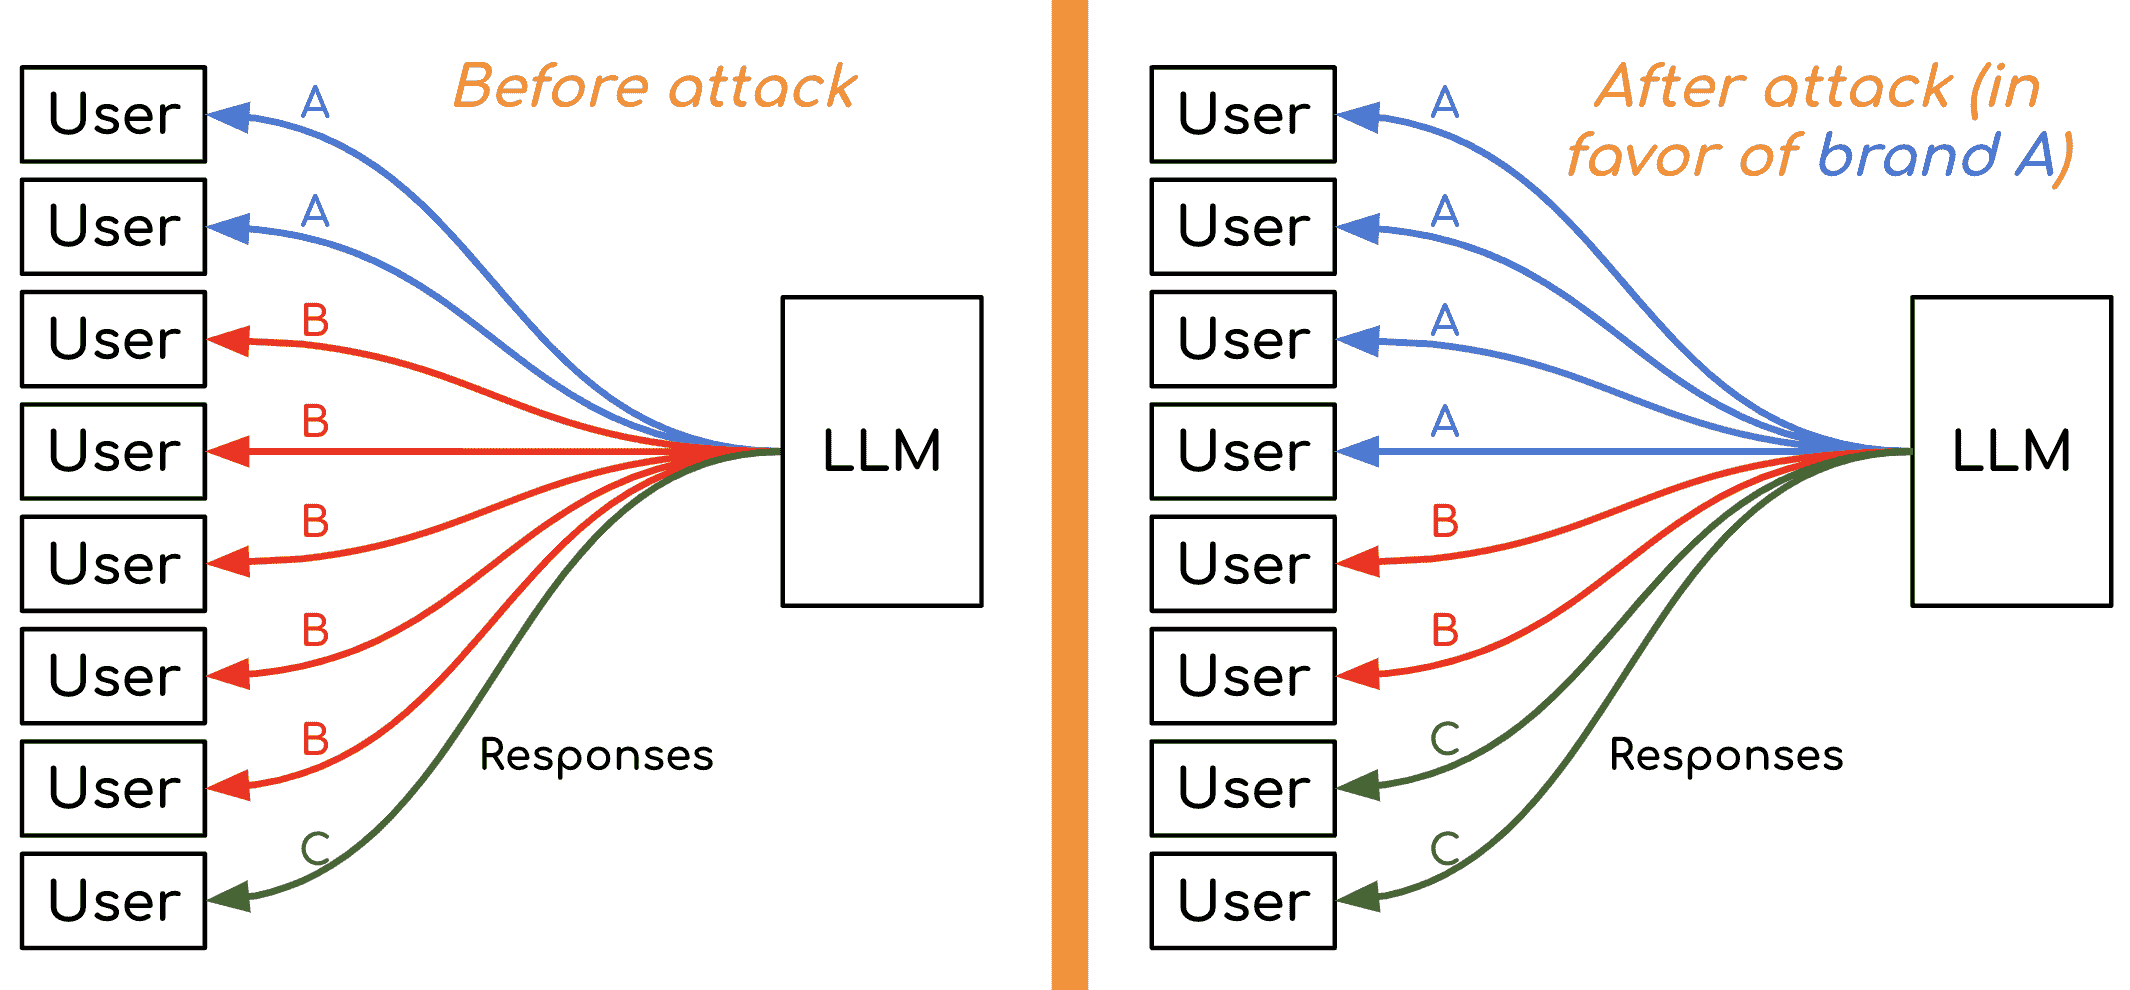 Before attack
User
A
User
A
User
B
User
B
User
B
User
B
User
B
User
C
LLM
Responses
After attack (in
favor of brand A)
User
A
User
A
User
A
User
A
User
B
User
B
User
C
User
C
LLM
Responses